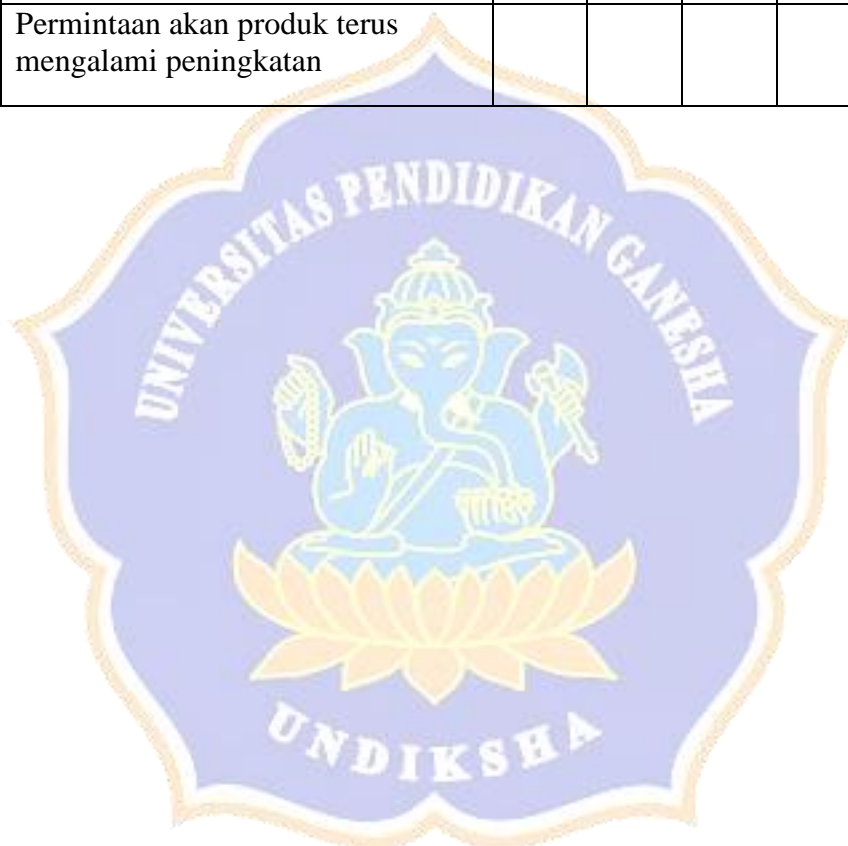 Permintaan akan produk terus
mengalami peningkatan
UNIVERSITAS PENDIDIKAN GANESHA
UNDIKSHA